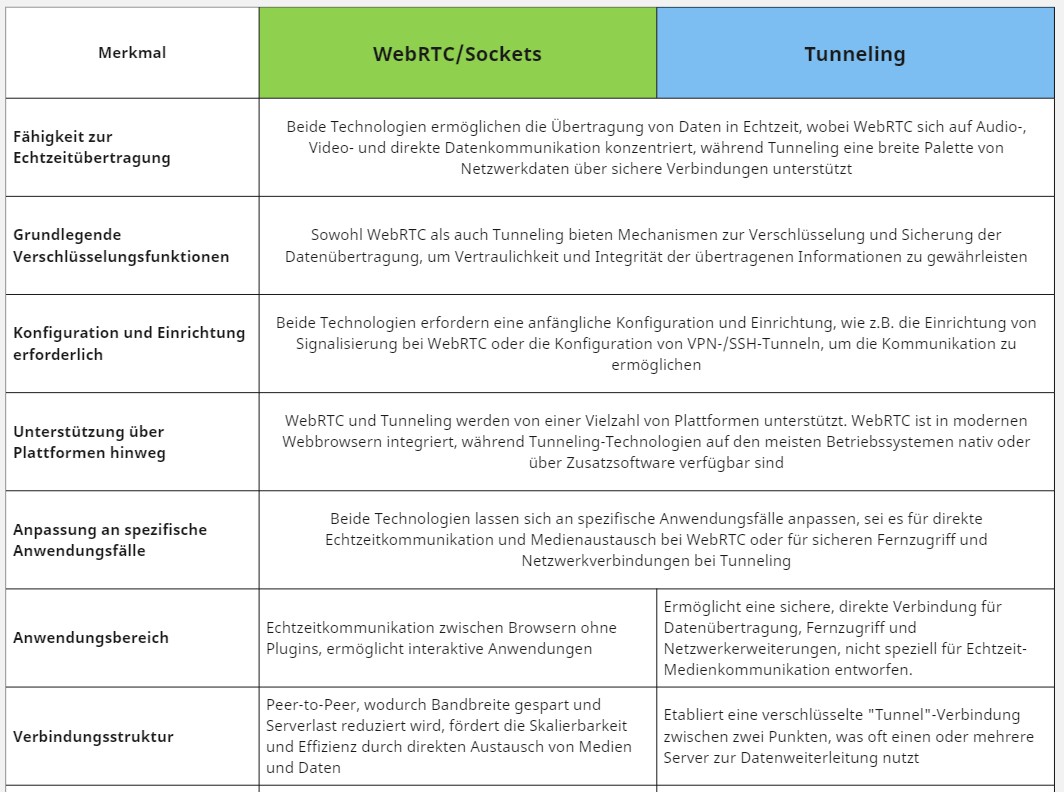 Merkmal
WebRTC/Sockets
Tunneling
Fähigkeit zur
Echtzeitübertragung
Beide Technologien ermöglichen die Übertragung von Daten in Echtzeit, wobei WebRTC sich auf Audio-,
Video- und direkte Datenkommunikation konzentriert, während Tunneling eine breite Palette von
Netzwerkdaten über sichere Verbindungen unterstützt
Grundlegende
Verschlüsselungsfunktionen
Sowohl WebRTC als auch Tunneling bieten Mechanismen zur Verschlüsselung und Sicherung der
Datenübertragung, um Vertraulichkeit und Integrität der übertragenen Informationen zu gewährleisten
Konfiguration und Einrichtung
erforderlich
Beide Technologien erfordern eine anfängliche Konfiguration und Einrichtung, wie z.B. die Einrichtung von
Signalisierung bei WebRTC oder die Konfiguration von VPN-/SSH-Tunneln, um die Kommunikation zu
ermöglichen
Unterstützung über
Plattformen hinweg
WebRTC und Tunneling werden von einer Vielzahl von Plattformen unterstützt. WebRTC ist in modernen
Webbrowsern integriert, während Tunneling-Technologien auf den meisten Betriebssystemen nativ oder
über Zusatzsoftware verfügbar sind
Anpassung an spezifische
Anwendungsfälle
Beide Technologien lassen sich an spezifische Anwendungsfälle anpassen, sei es für direkte
Echtzeitkommunikation und Medienaustausch bei WebRTC oder für sicheren Fernzugriff und
Netzwerkverbindungen bei Tunneling
Anwendungsbereich
Echtzeitkommunikation zwischen Browsern ohne
Plugins, ermöglicht interaktive Anwendungen
Ermöglicht eine sichere, direkte Verbindung für
Datenübertragung, Fernzugriff und
Netzwerkerweiterungen, nicht speziell für Echtzeit-
Medienkommunikation entworfen.
Verbindungsstruktur
Peer-to-Peer, wodurch Bandbreite gespart und
Serverlast reduziert wird, fördert die Skalierbarkeit
und Effizienz durch direkten Austausch von Medien
und Daten
Etabliert eine verschlüsselte "Tunnel"-Verbindung
zwischen zwei Punkten, was oft einen oder mehrere
Server zur Datenweiterleitung nutzt